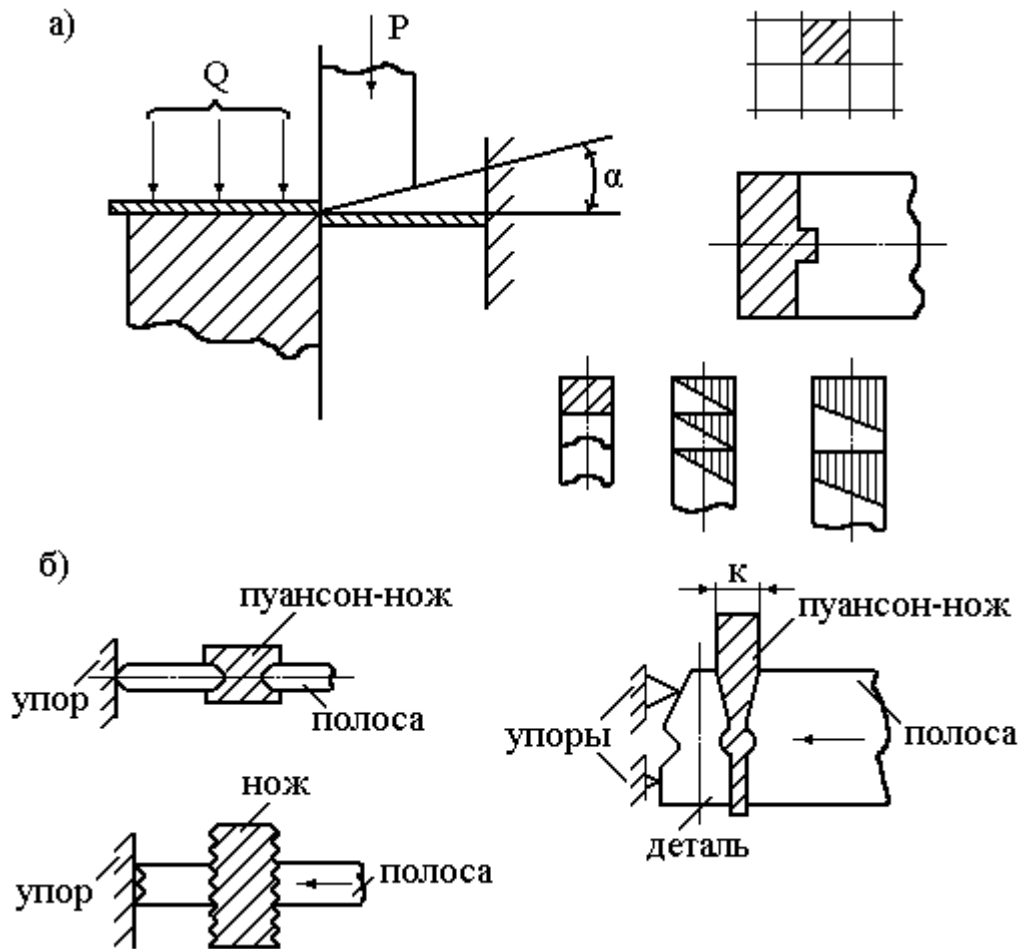 а)
P
Q
α
б)
пуансон-нож
упор
полоса
к
пуансон-нож
упоры
полоса
деталь
нож
упор
полоса